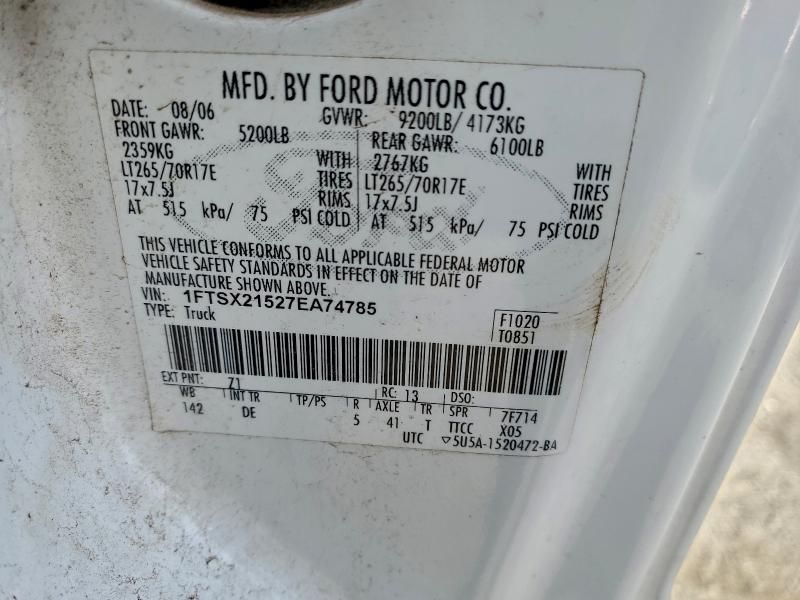 MFD. BY FORD MOTOR CO.
DATE: 08/06 GVWR: 9200LB/ 4173KG
FRONT GAWR: 5200LB REAR GAWR: 6100LB
2359KG WITH 2767KG WITH
LT265/70R17E TIRES LT265/70R17E TIRES
17x7.5J RIMS 17x7.5J RIMS
AT 515 kPa/ 75 PSI COLD AT 515 kPa/ 75 PSI COLD
THIS VEHICLE CONFORMS TO ALL APPLICABLE FEDERAL MOTOR
VEHICLE SAFETY STANDARDS IN EFFECT ON THE DATE OF
MANUFACTURE SHOWN ABOVE.
VIN: 1FTSX21527EA74785
TYPE: Truck
F1020
T0851
EXT PNT: Z1 RC: 13 DSO:
WB INT TR TP/PS R AXLE TR SPR 7F714
142 DE 5 41 T TTCC X05
UTC ▽5U5A-1520472-BA